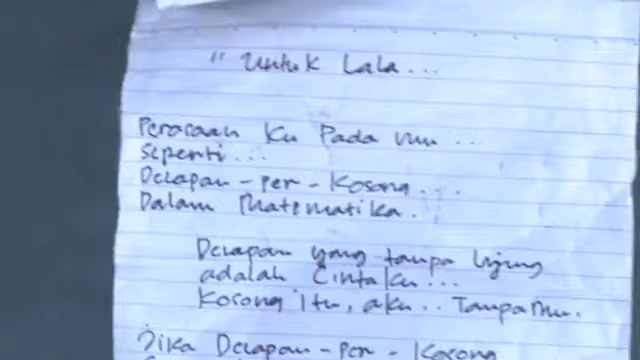 " Untuk Lala...
Perasaan Ku Pada Mu ...
Seperti...
Delapan - Per - Kosong ...
Dalam Matematika.
Delapan yang tanpa Ujung
adalah Cintaku...
Kosong itu, aku.. TanpaMu.
Jika Delapan - Per - Kosong